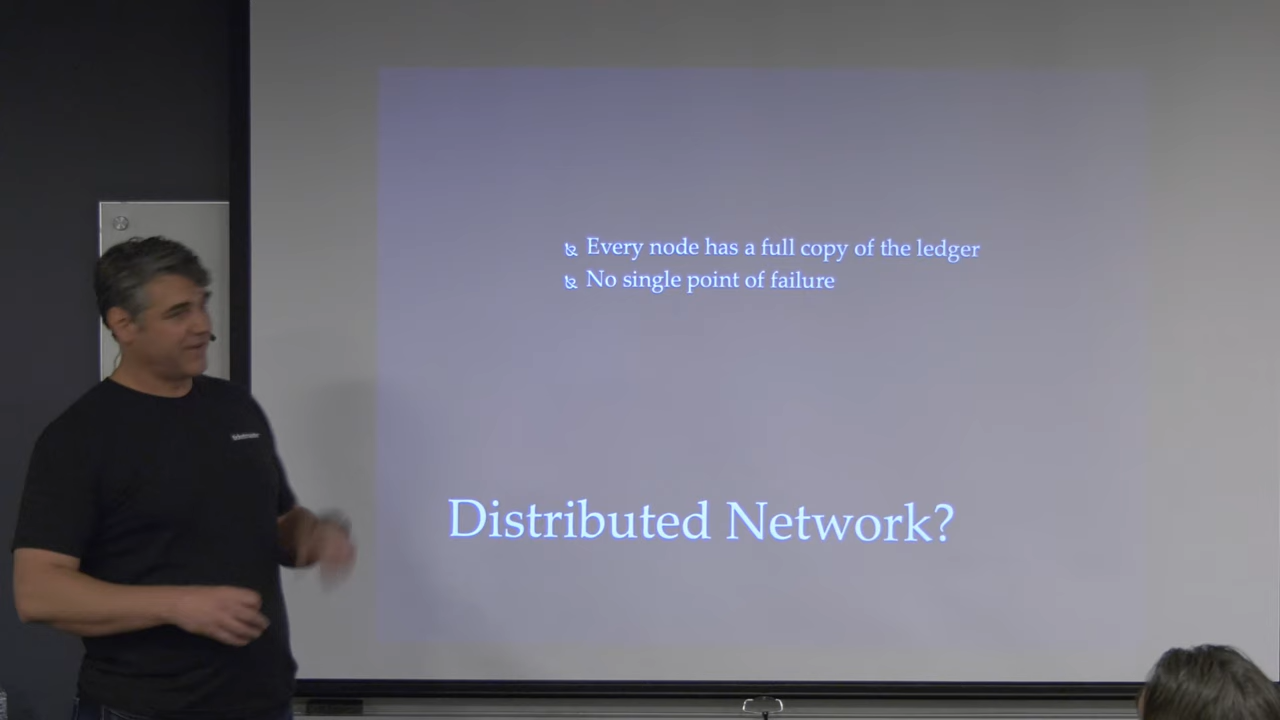 Every node has a full copy of the ledger
No single point of failure
Distributed Network?